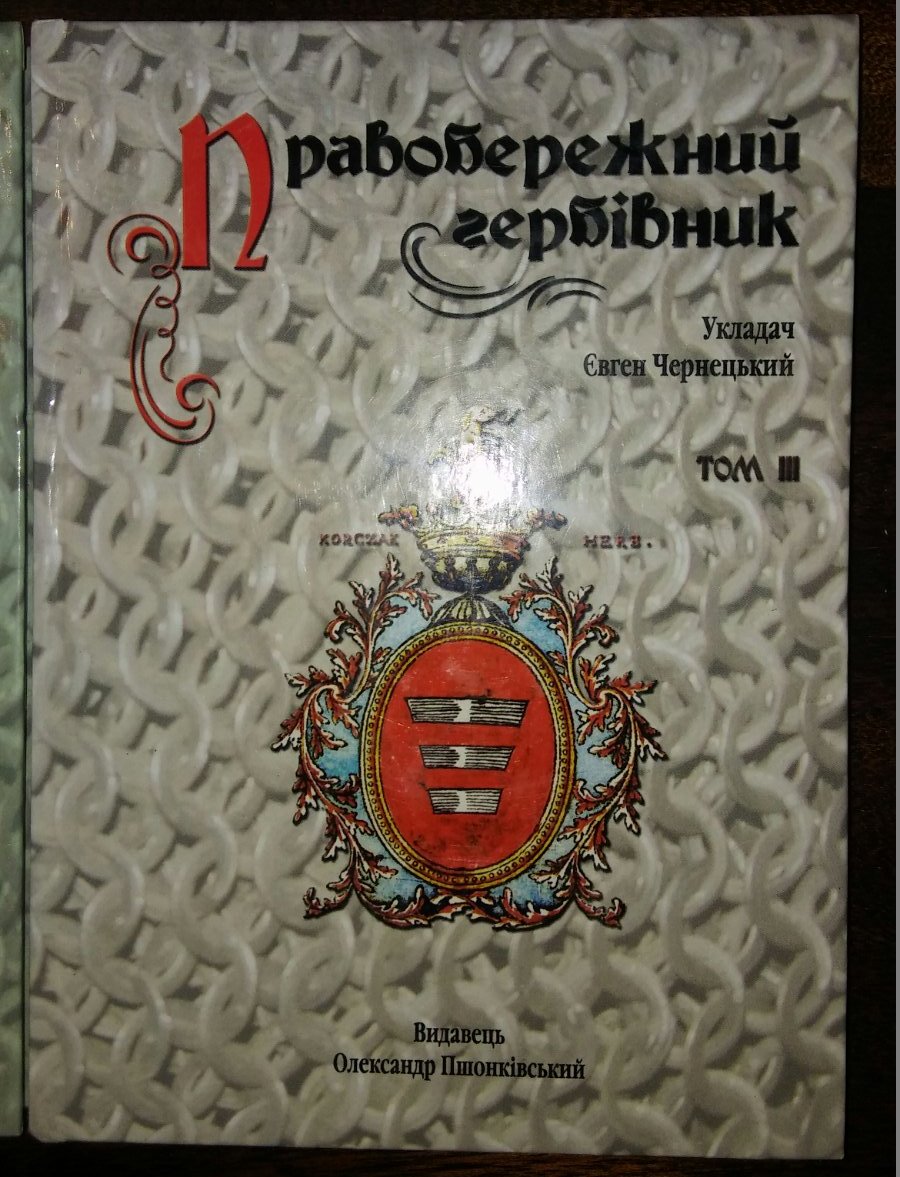 Правобережний
гербівник
Укладач
Євген Чернецький
ТОМ III
KORCZAK HERB.
Видавець
Олександр Пшонківський